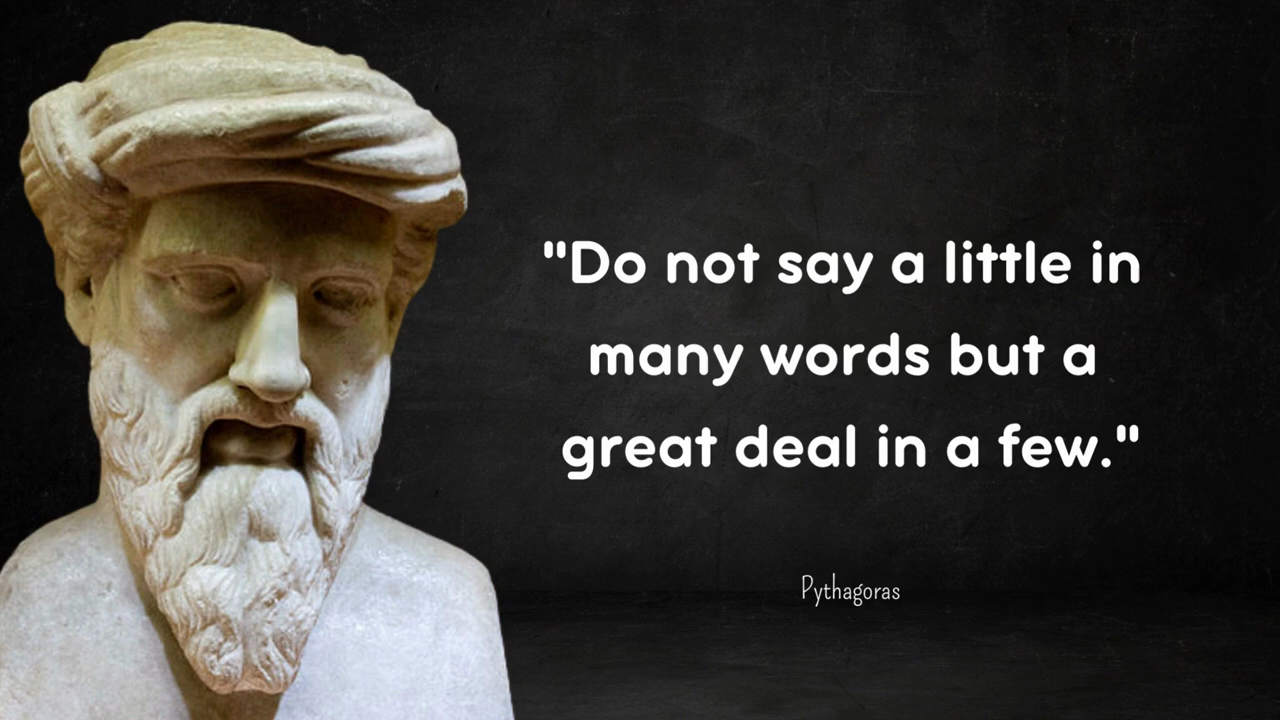 "Do not say a little in
many words but a
great deal in a few."
Pythagoras